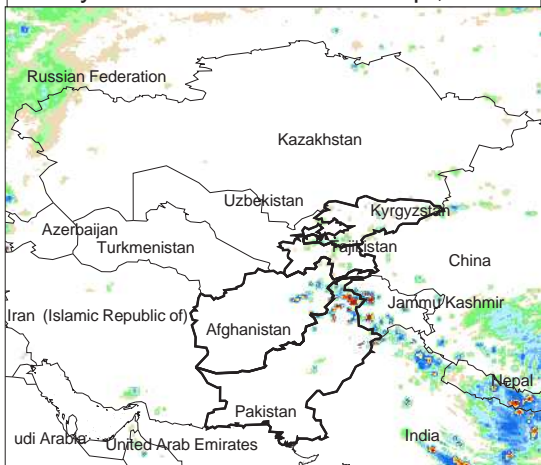 Russian Federation
Kazakhstan
Uzbekistan
Kyrgyzstan
Azerbaijan
Turkmenistan
Tajikistan
China
Iran (Islamic Republic of)
Jammu/Kashmir
Afghanistan
Nepal
Pakistan
udi Arabia
United Arab Emirates
India